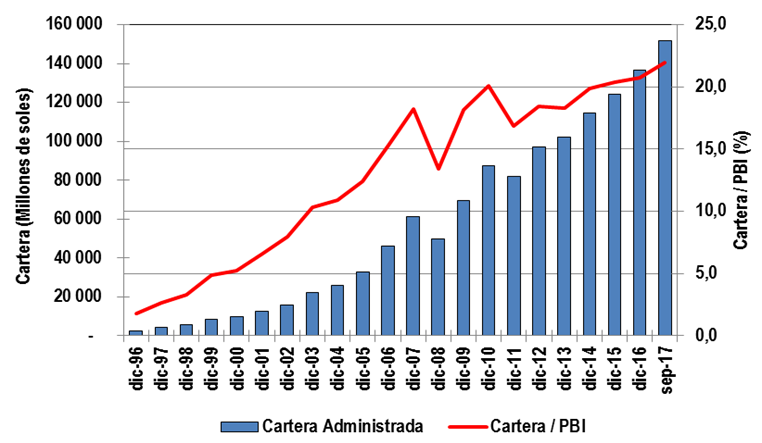 Cartera (Millones de soles)
160 000
140 000
120 000
100 000
80 000
60 000
40 000
20 000
-
25,0
20,0
15,0
10,0
5,0
0,0
Cartera / PBI (%)
dic-96
dic-97
dic-98
dic-99
dic-00
dic-01
dic-02
dic-03
dic-04
dic-05
dic-06
dic-07
dic-08
dic-09
dic-10
dic-11
dic-12
dic-13
dic-14
dic-15
dic-16
sep-17
Cartera Administrada
Cartera / PBI